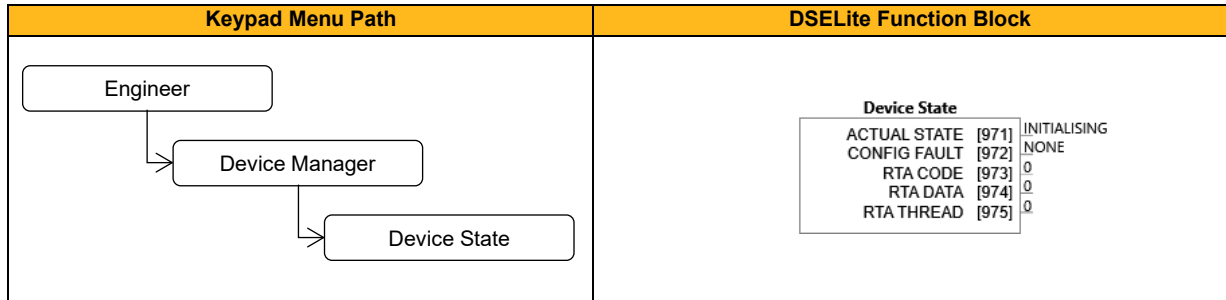 Keypad Menu Path
DSELite Function Block
Engineer
Device Manager
Device State
Device State
ACTUAL STATE [971] INITIALISING
CONFIG FAULT [972] NONE
RTA CODE [973] 0
RTA DATA [974] 0
RTA THREAD [975] 0